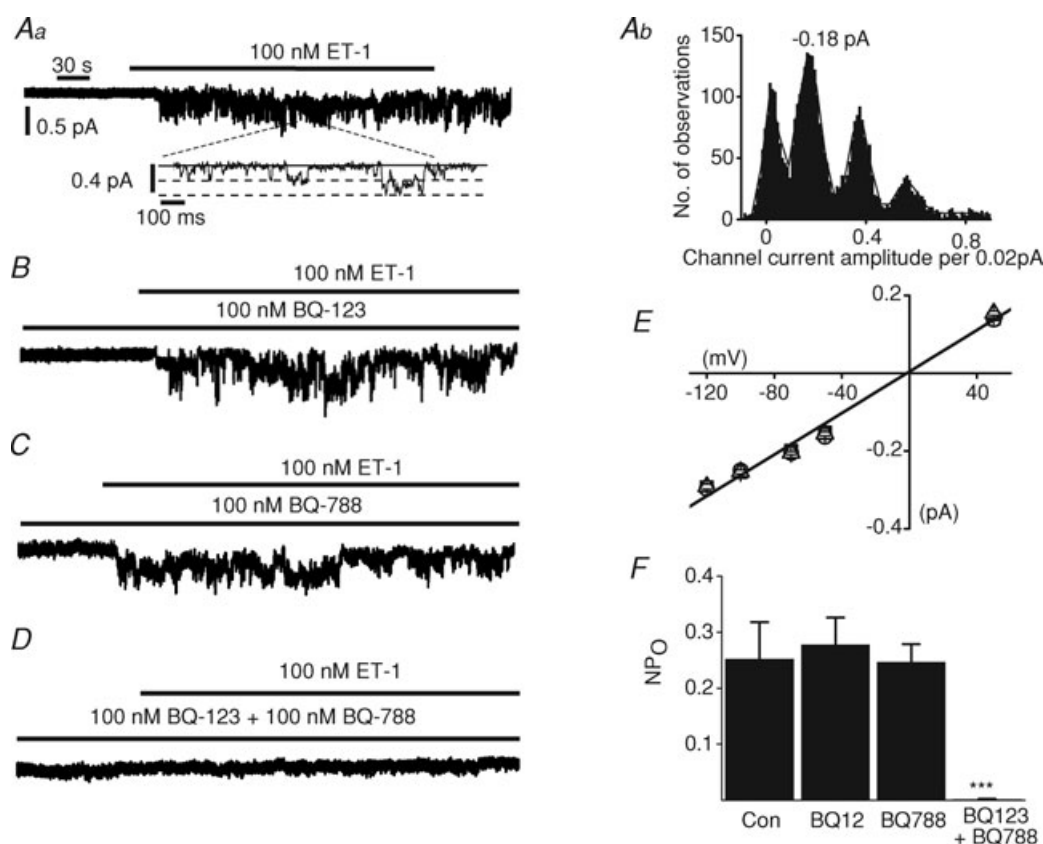 Aa
100 nM ET-1
30 s
0.5 pA
0.4 pA
100 ms
Ab
-0.18 pA
No. of observations
150
100
50
0
0 0.4 0.8
Channel current amplitude per 0.02pA
B
100 nM ET-1
100 nM BQ-123
C
100 nM ET-1
100 nM BQ-788
D
100 nM ET-1
100 nM BQ-123 + 100 nM BQ-788
E
0.2
(mV)
-120 -80 -40 40
-0.2
-0.4
(pA)
F
NPO
0.4
0.3
0.2
0.1
***
Con BQ12 BQ788 BQ123
+ BQ788